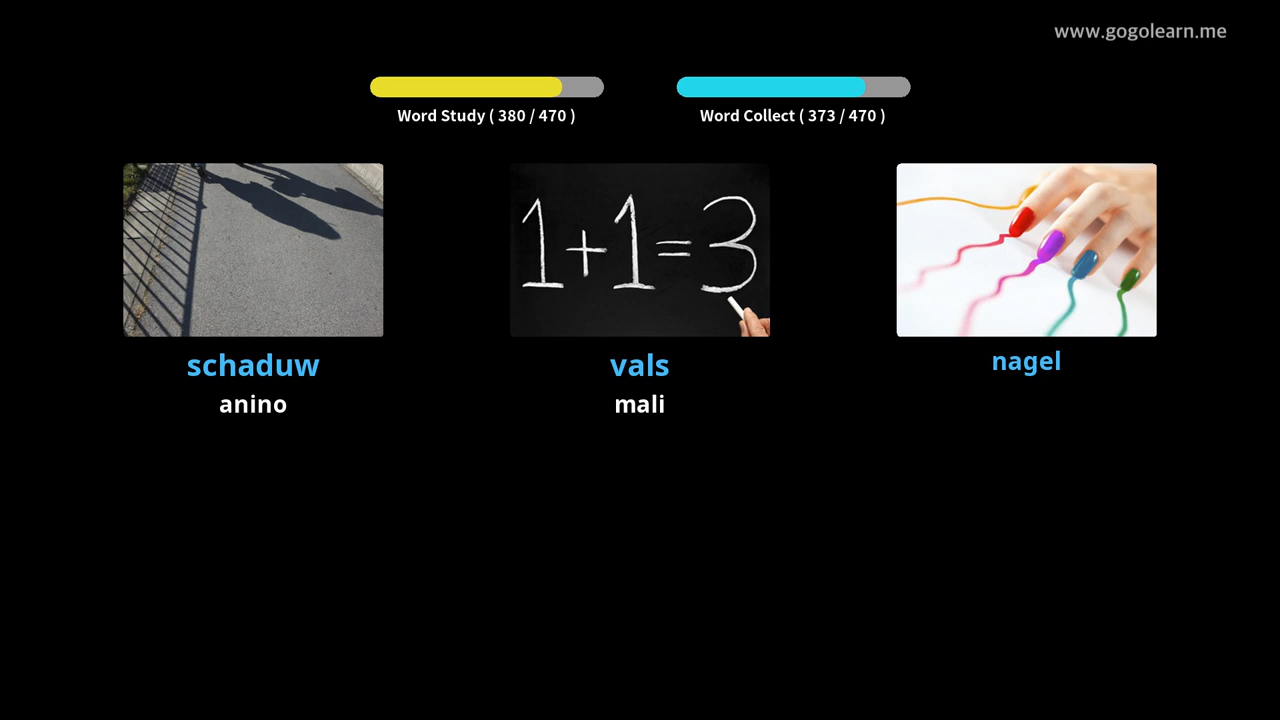 www.gogolearn.me
Word Study ( 380 / 470 )
Word Collect ( 373 / 470 )
1+1=3
schaduw
anino
vals
mali
nagel